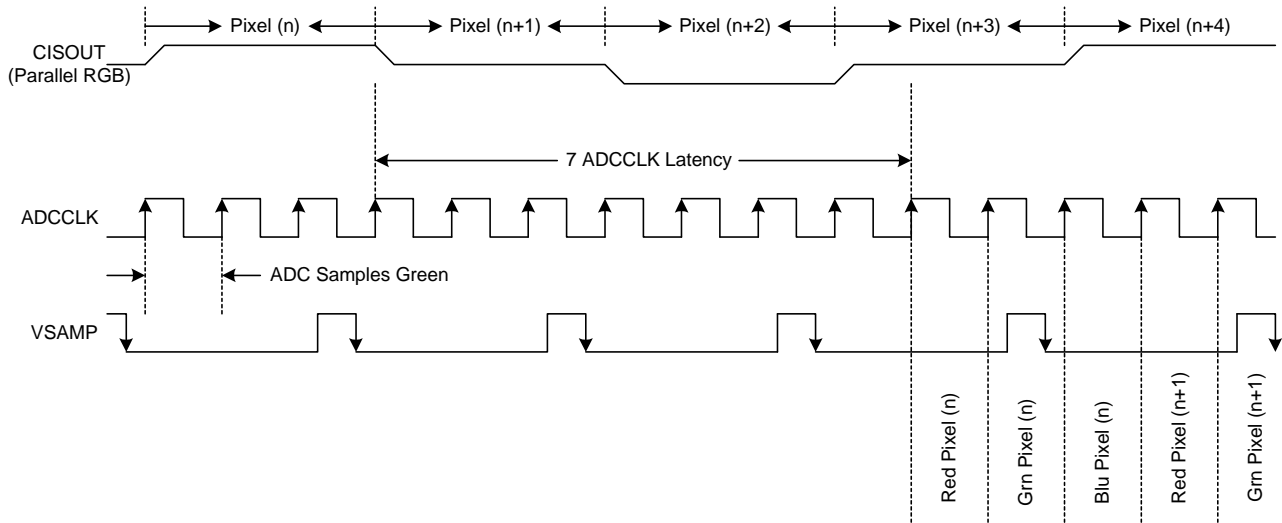 Pixel (n)
Pixel (n+1)
Pixel (n+2)
Pixel (n+3)
Pixel (n+4)
CISOUT
(Parallel RGB)
7 ADCCLK Latency
ADCCLK
ADC Samples Green
VSAMP
Red Pixel (n)
Grn Pixel (n)
Blu Pixel (n)
Red Pixel (n+1)
Grn Pixel (n+1)